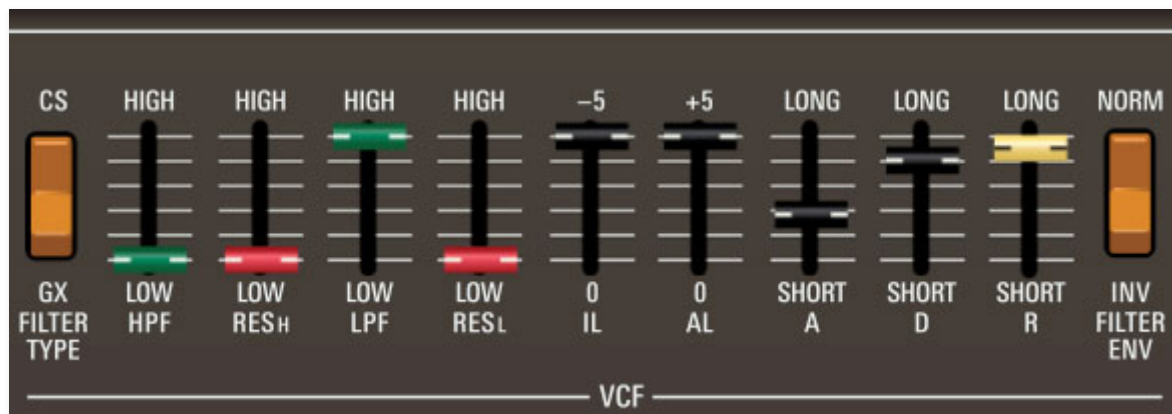 CS HIGH HIGH HIGH HIGH −5 +5 LONG LONG LONG NORM
GX LOW LOW LOW LOW 0 0 SHORT SHORT SHORT INV
FILTER HPF RESH LPF RESL IL AL A D R FILTER
TYPE ENV
VCF